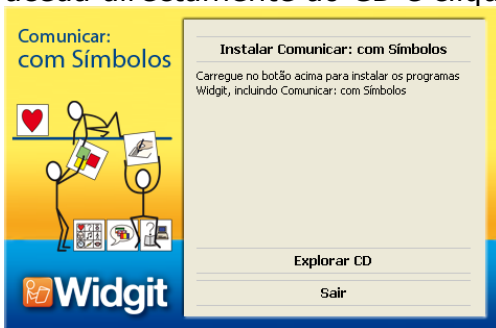 Comunicar:
com Símbolos
Instalar Comunicar: com Símbolos
Carregue no botão acima para instalar os programas
Widgit, incluindo Comunicar: com Símbolos
Explorar CD
Sair
Widgit